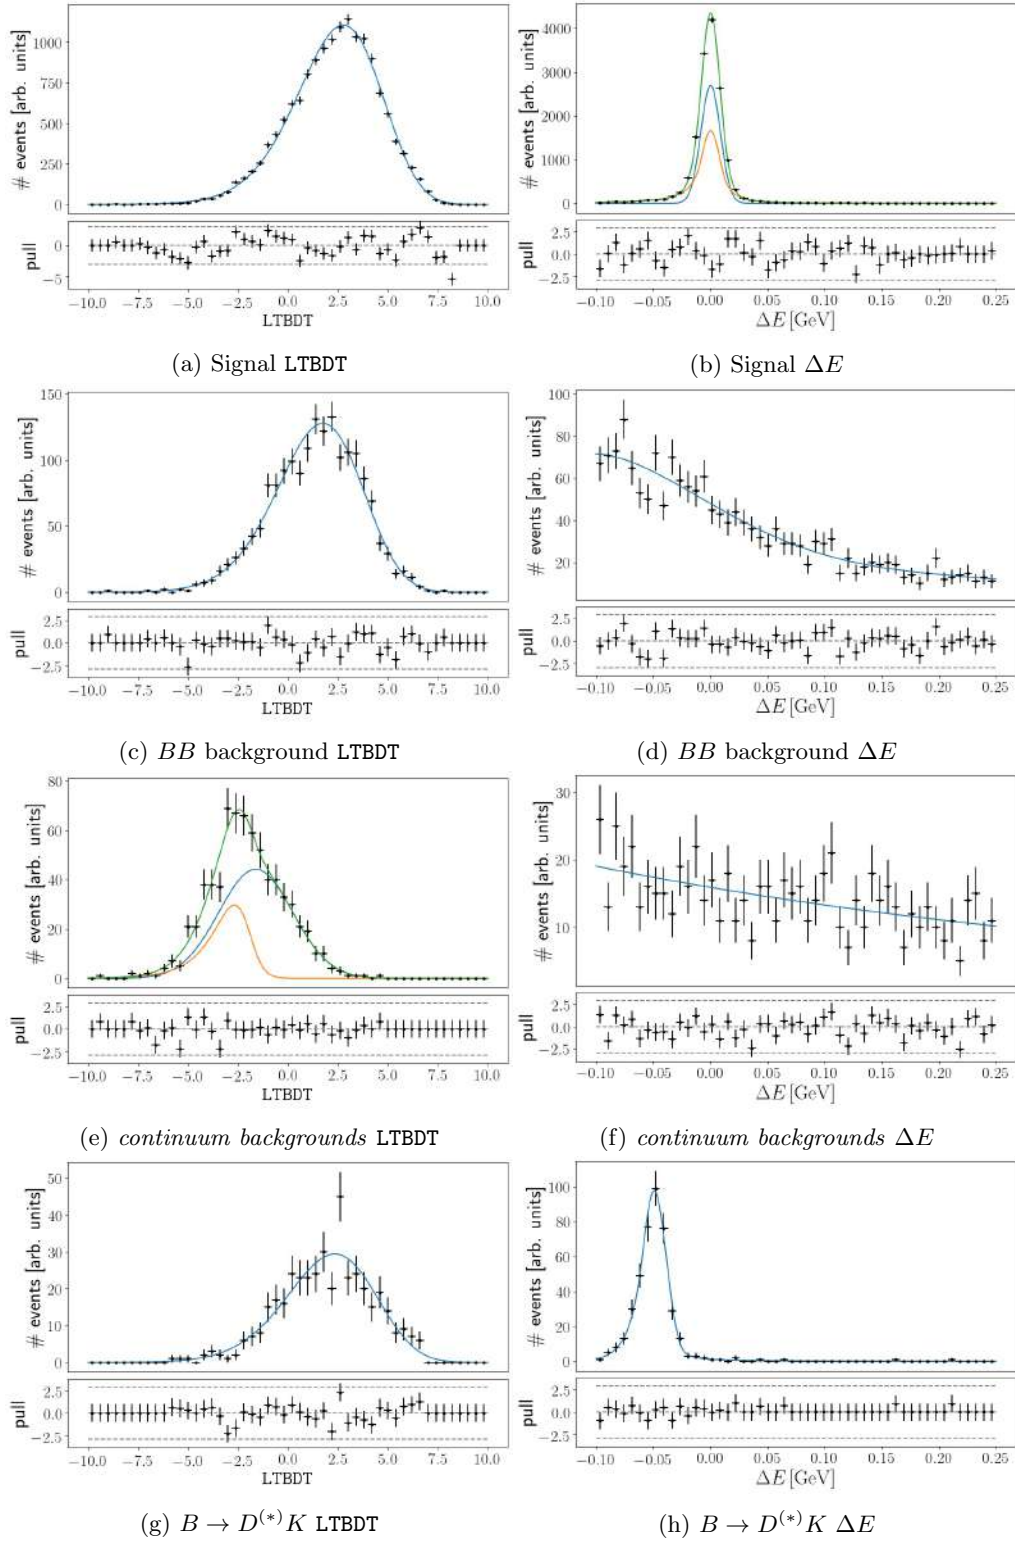 # events [arb. units]
1000
750
500
250
0
pull
0
−5
−10.0 −7.5 −5.0 −2.5 0.0 2.5 5.0 7.5 10.0
LTBDT
(a) Signal LTBDT
# events [arb. units]
4000
3000
2000
1000
0
pull
2.5
0.0
−2.5
−0.10 −0.05 0.00 0.05 0.10 0.15 0.20 0.25
ΔE [GeV]
(b) Signal ΔE
# events [arb. units]
150
100
50
0
pull
2.5
0.0
−2.5
−10.0 −7.5 −5.0 −2.5 0.0 2.5 5.0 7.5 10.0
LTBDT
(c) BB background LTBDT
# events [arb. units]
100
80
60
40
20
pull
2.5
0.0
−2.5
−0.10 −0.05 0.00 0.05 0.10 0.15 0.20 0.25
ΔE [GeV]
(d) BB background ΔE
# events [arb. units]
80
60
40
20
0
pull
2.5
0.0
−2.5
−10.0 −7.5 −5.0 −2.5 0.0 2.5 5.0 7.5 10.0
LTBDT
(e) continuum backgrounds LTBDT
# events [arb. units]
30
20
10
pull
2.5
0.0
−2.5
−0.10 −0.05 0.00 0.05 0.10 0.15 0.20 0.25
ΔE [GeV]
(f) continuum backgrounds ΔE
# events [arb. units]
50
40
30
20
10
0
pull
2.5
0.0
−2.5
−10.0 −7.5 −5.0 −2.5 0.0 2.5 5.0 7.5 10.0
LTBDT
(g) B → D(*)K LTBDT
# events [arb. units]
100
80
60
40
20
0
pull
2.5
0.0
−2.5
−0.10 −0.05 0.00 0.05 0.10 0.15 0.20 0.25
ΔE [GeV]
(h) B → D(*)K ΔE